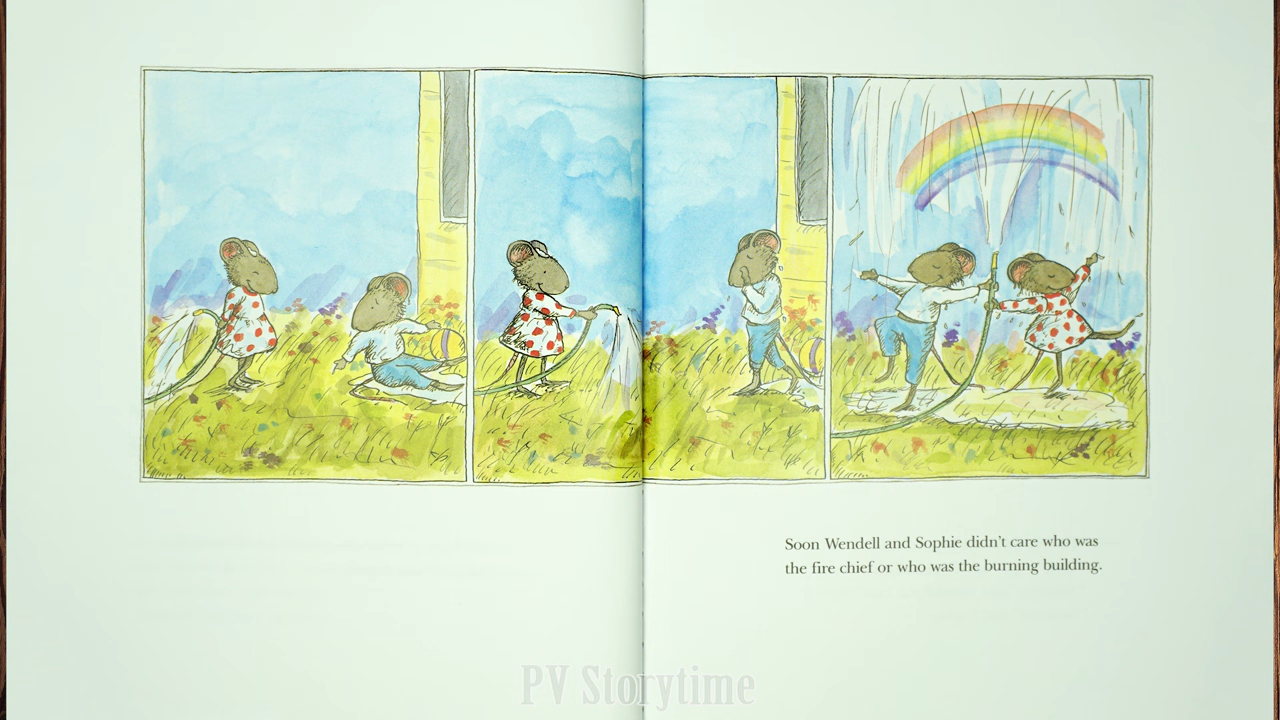 Soon Wendell and Sophie didn't care who was
the fire chief or who was the burning building.
PV Storytime